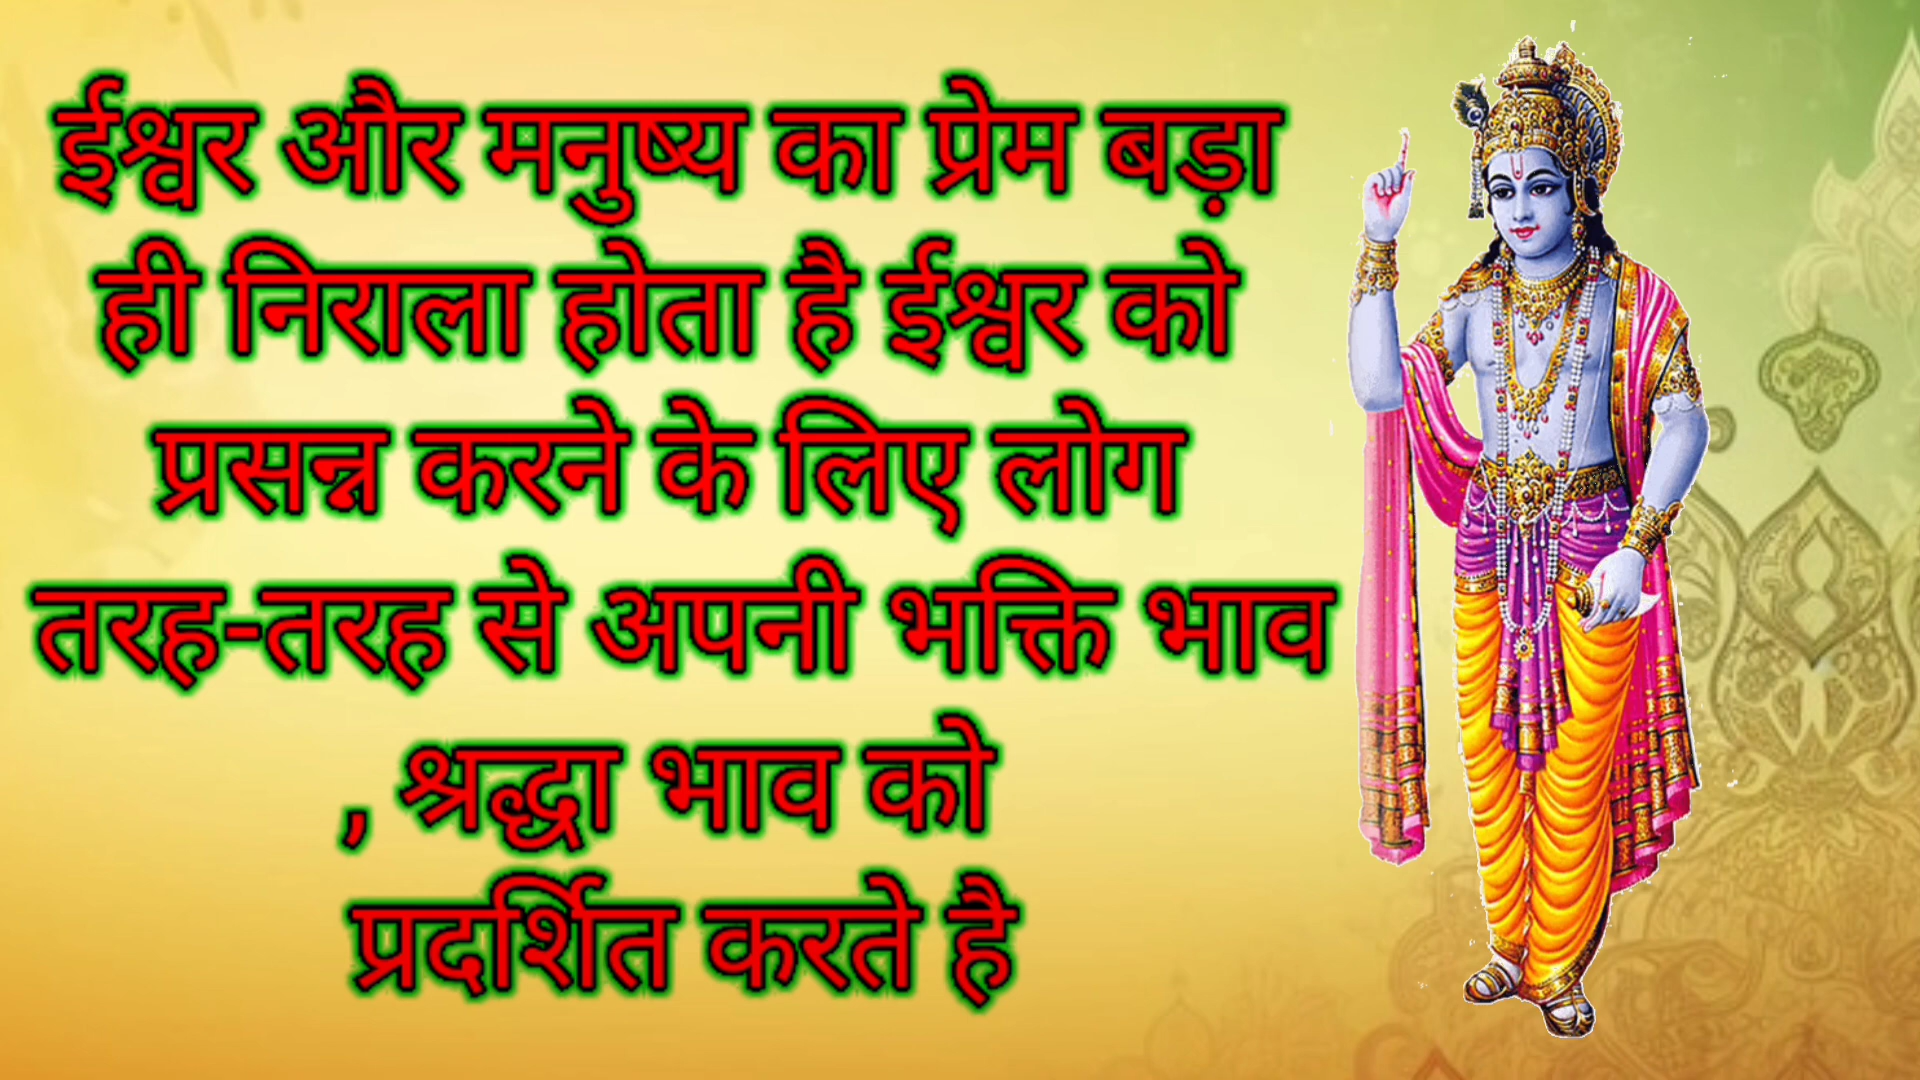 ईश्वर और मनुष्य का प्रेम बड़ा
ही निराला होता है ईश्वर को
प्रसन्न करने के लिए लोग
तरह-तरह से अपनी भक्ति भाव
, श्रद्धा भाव को
प्रदर्शित करते है